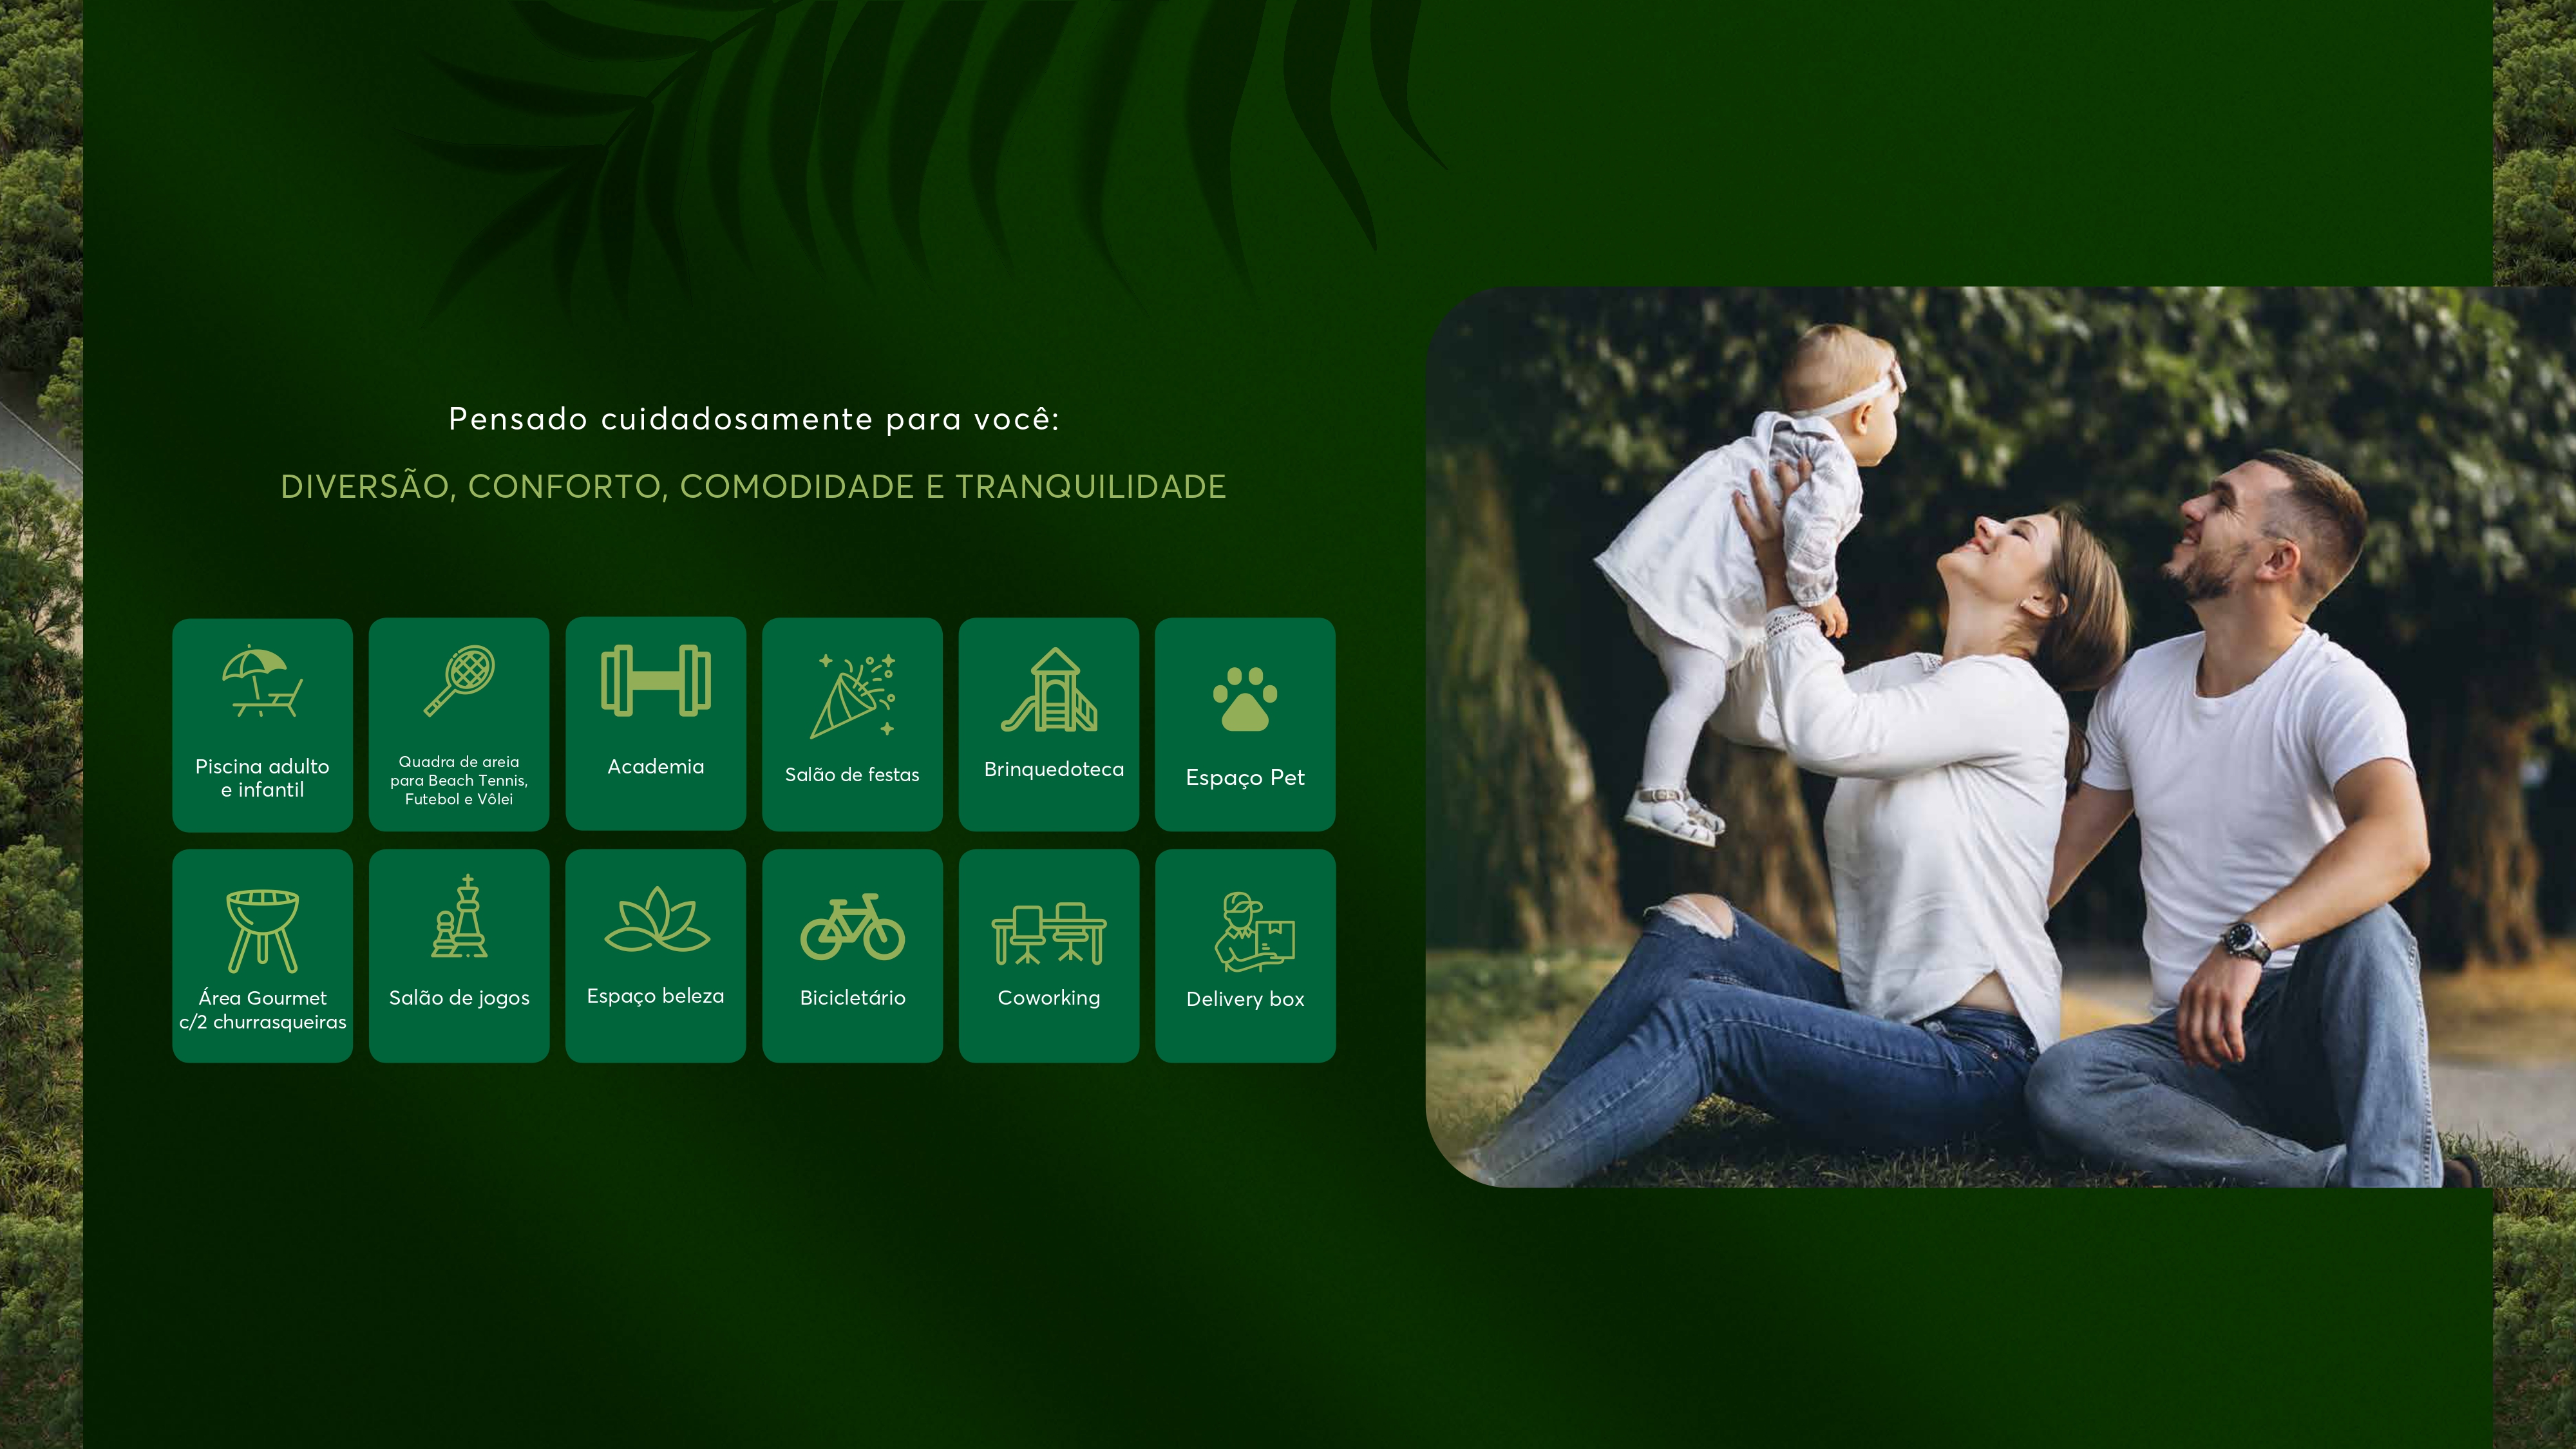 Pensado cuidadosamente para você:
DIVERSÃO, CONFORTO, COMODIDADE E TRANQUILIDADE
Piscina adulto
e infantil
Quadra de areia
para Beach Tennis,
Futebol e Vôlei
Academia
Salão de festas
Brinquedoteca
Espaço Pet
Área Gourmet
c/2 churrasqueiras
Salão de jogos
Espaço beleza
Bicicletário
Coworking
Delivery box